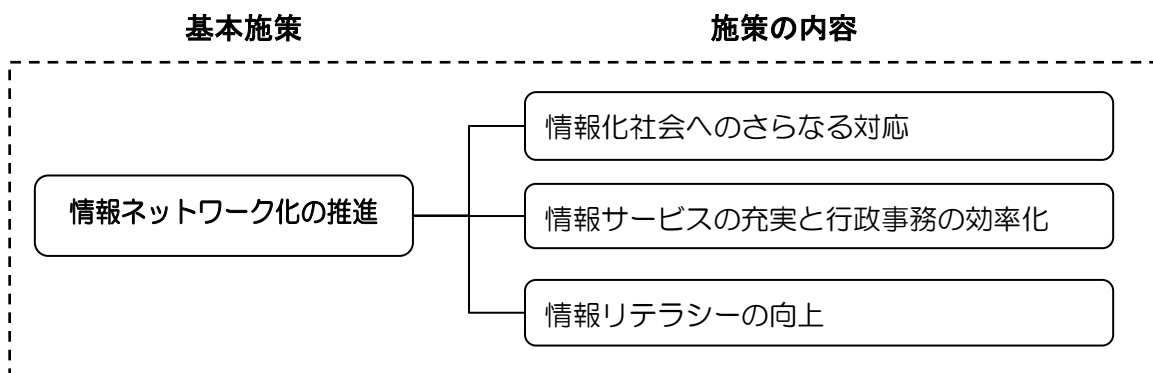 基本施策 施策の内容
情報化社会へのさらなる対応
情報ネットワーク化の推進
情報サービスの充実と行政事務の効率化
情報リテラシーの向上